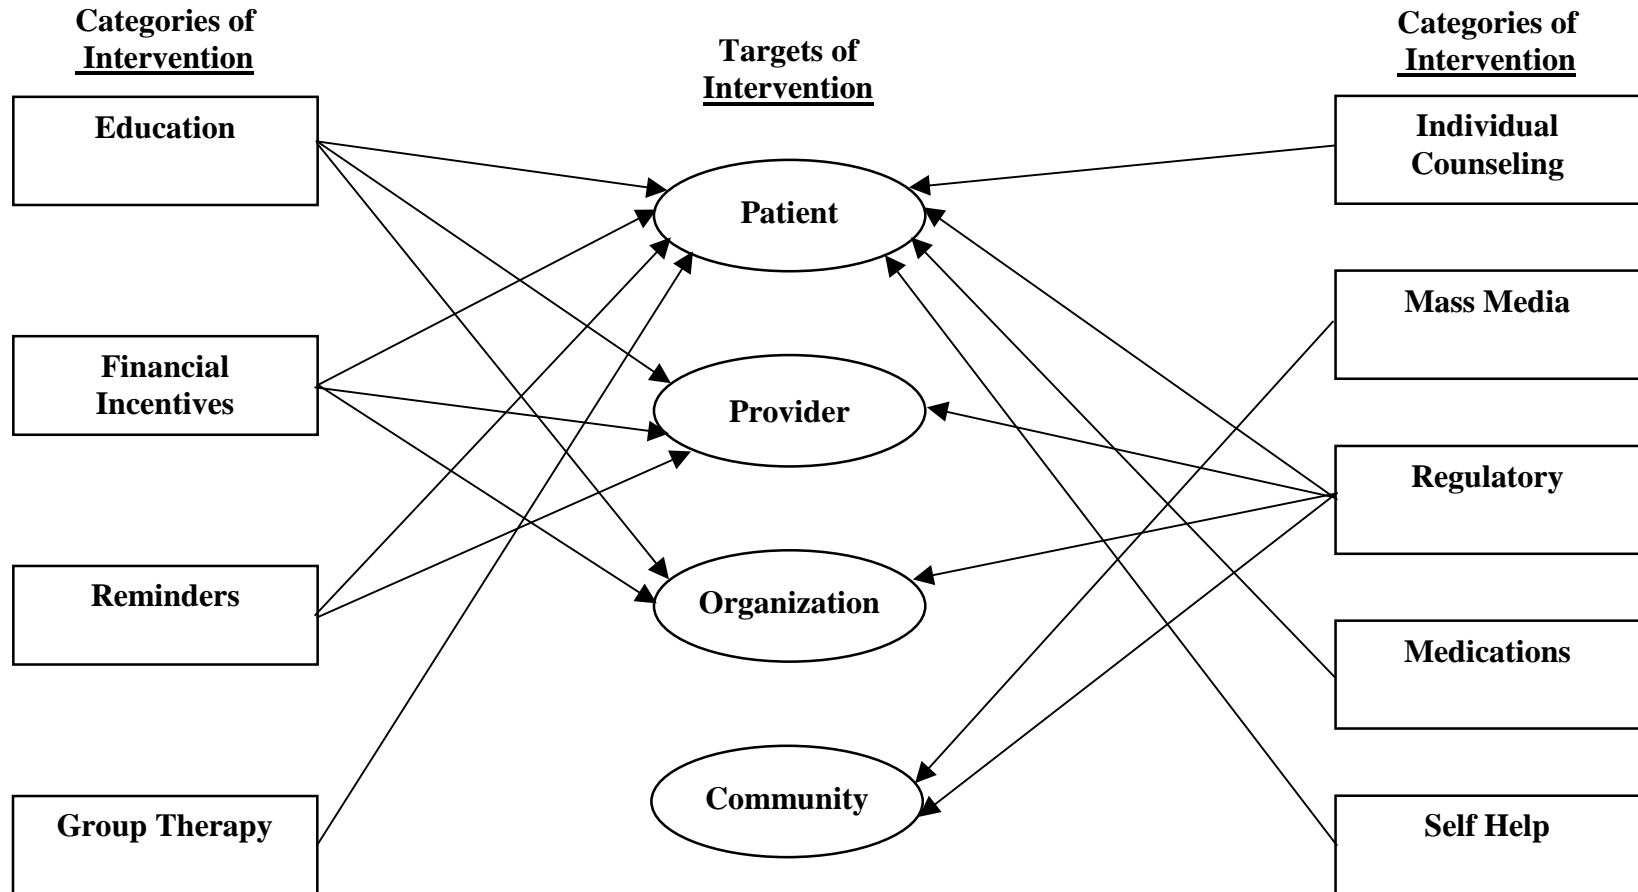 Categories of
Intervention
Education
Financial
Incentives
Reminders
Group Therapy
Targets of
Intervention
Patient
Provider
Organization
Community
Categories of
Intervention
Individual
Counseling
Mass Media
Regulatory
Medications
Self Help